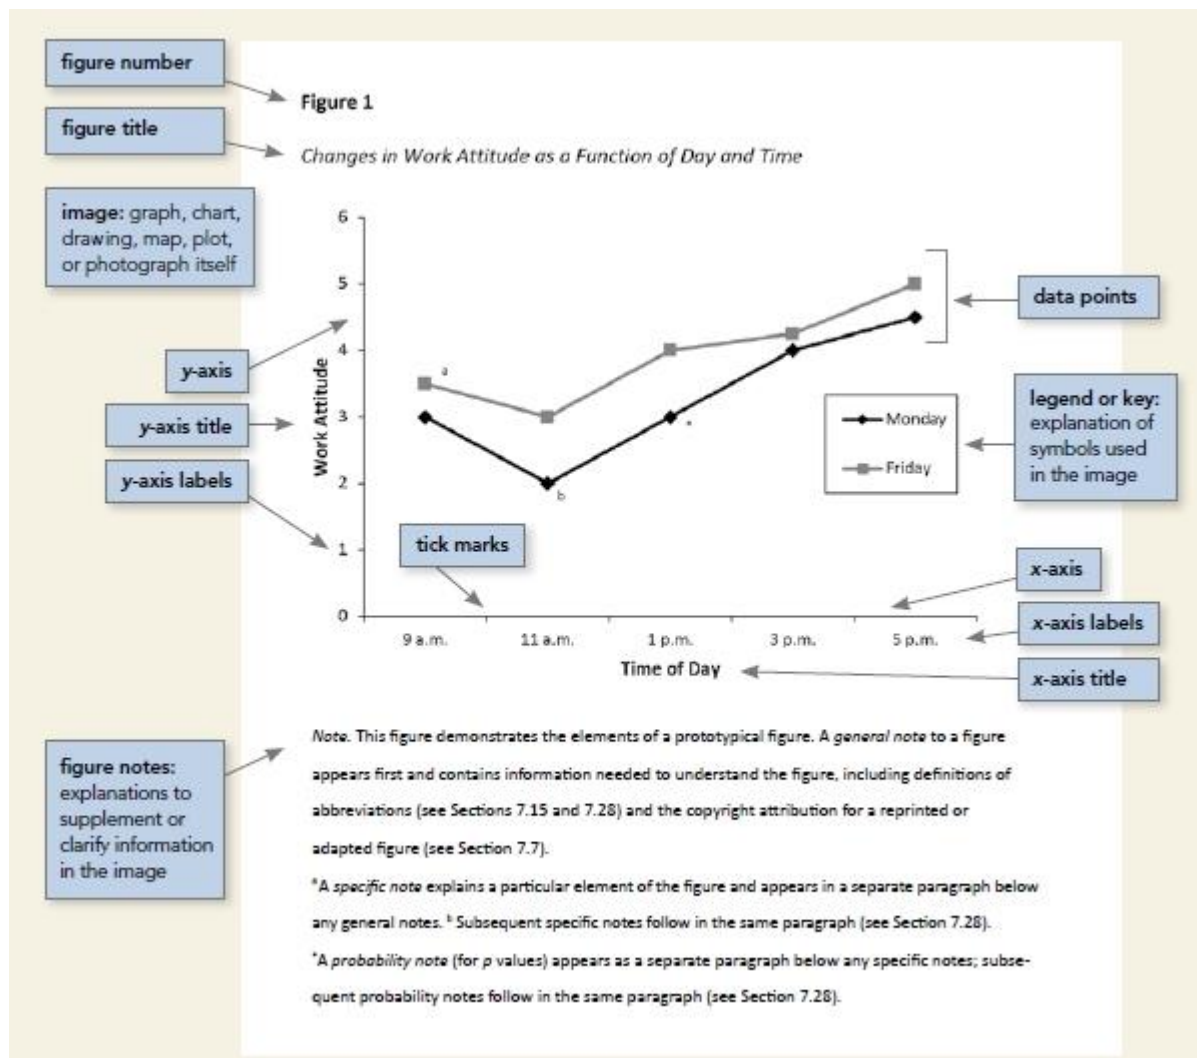 figure number
Figure 1
figure title
Changes in Work Attitude as a Function of Day and Time
image: graph, chart,
drawing, map, plot,
or photograph itself
6
5
4
3
2
1
0
y-axis
y-axis title
y-axis labels
Work Attitude
a
b
*
tick marks
data points
Monday
Friday
legend or key:
explanation of
symbols used
in the image
x-axis
9 a.m. 11 a.m. 1 p.m. 3 p.m. 5 p.m.
x-axis labels
Time of Day
x-axis title
figure notes:
explanations to
supplement or
clarify information
in the image
Note. This figure demonstrates the elements of a prototypical figure. A general note to a figure
appears first and contains information needed to understand the figure, including definitions of
abbreviations (see Sections 7.15 and 7.28) and the copyright attribution for a reprinted or
adapted figure (see Section 7.7).
ᵃA specific note explains a particular element of the figure and appears in a separate paragraph below
any general notes. ᵇ Subsequent specific notes follow in the same paragraph (see Section 7.28).
*A probability note (for p values) appears as a separate paragraph below any specific notes; subse-
quent probability notes follow in the same paragraph (see Section 7.28).